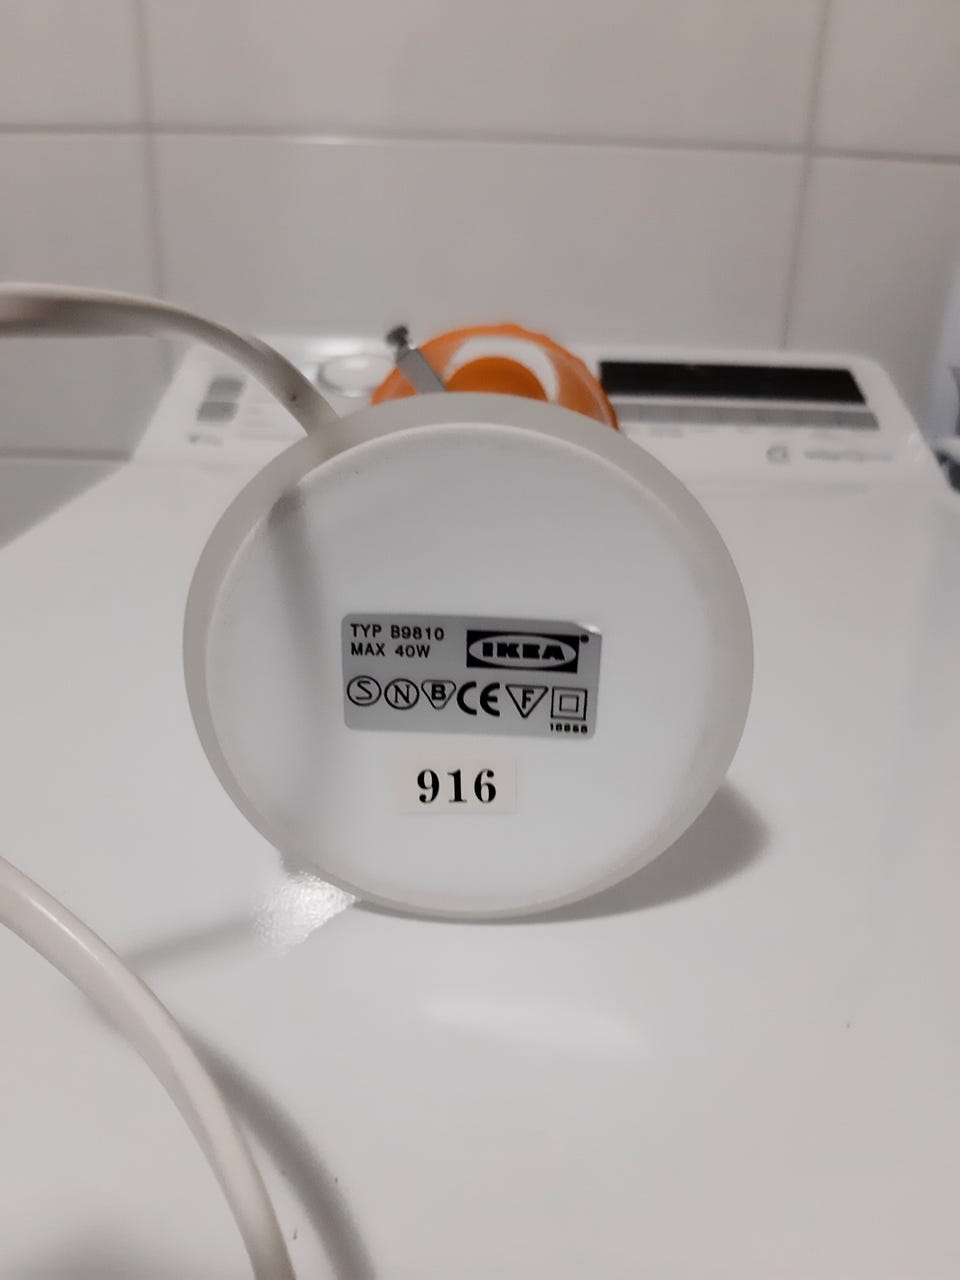 TYP B9810
MAX 40W
IKEA
S N B CE F
916